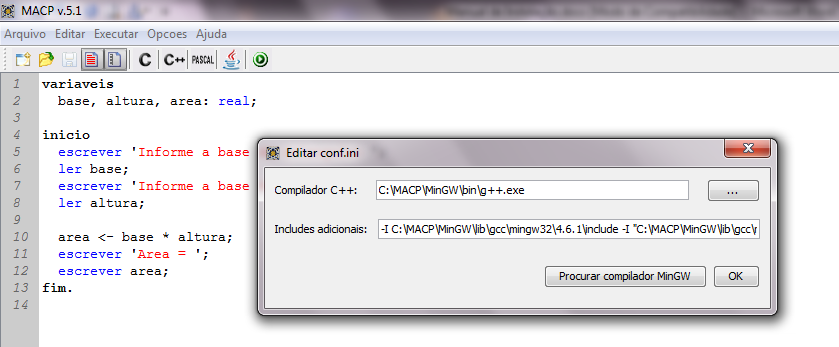 MACP v.5.1
Arquivo Editar Executar Opcoes Ajuda
C C++ PASCAL
1 variaveis
2 base, altura, area: real;
3
4 inicio
5 escrever 'Informe a base
6 ler base;
7 escrever 'Informe a base
8 ler altura;
9
10 area <- base * altura;
11 escrever 'Area = ';
12 escrever area;
13 fim.
14
Editar conf.ini
Compilador C++: C:\MACP\MinGW\bin\g++.exe ...
Includes adicionais: -I C:\MACP\MinGW\lib\gcc\mingw32\4.6.1\include -I "C:\MACP\MinGW\lib\gcc\r
Procurar compilador MinGW OK